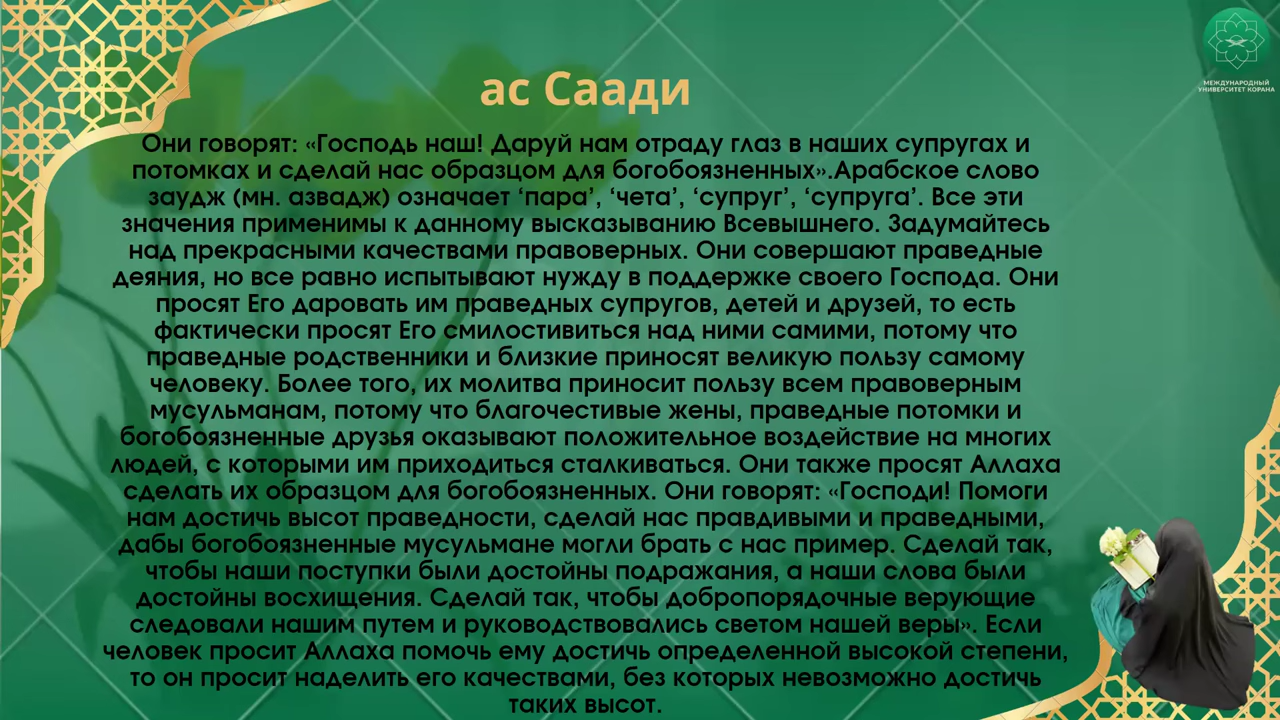 ас Саади
МЕЖДУНАРОДНЫЙ
УНИВЕРСИТЕТ КОРАНА
Они говорят: «Господь наш! Даруй нам отраду глаз в наших супругах и
потомках и сделай нас образцом для богобоязненных».Арабское слово
заудж (мн. азвадж) означает ‘пара’, ‘чета’, ‘супруг’, ‘супруга’. Все эти
значения применимы к данному высказыванию Всевышнего. Задумайтесь
над прекрасными качествами правоверных. Они совершают праведные
деяния, но все равно испытывают нужду в поддержке своего Господа. Они
просят Его даровать им праведных супругов, детей и друзей, то есть
фактически просят Его смилостивиться над ними самими, потому что
праведные родственники и близкие приносят великую пользу самому
человеку. Более того, их молитва приносит пользу всем правоверным
мусульманам, потому что благочестивые жены, праведные потомки и
богобоязненные друзья оказывают положительное воздействие на многих
людей, с которыми им приходиться сталкиваться. Они также просят Аллаха
сделать их образцом для богобоязненных. Они говорят: «Господи! Помоги
нам достичь высот праведности, сделай нас правдивыми и праведными,
дабы богобоязненные мусульмане могли брать с нас пример. Сделай так,
чтобы наши поступки были достойны подражания, а наши слова были
достойны восхищения. Сделай так, чтобы добропорядочные верующие
следовали нашим путем и руководствовались светом нашей веры». Если
человек просит Аллаха помочь ему достичь определенной высокой степени,
то он просит наделить его качествами, без которых невозможно достичь
таких высот.